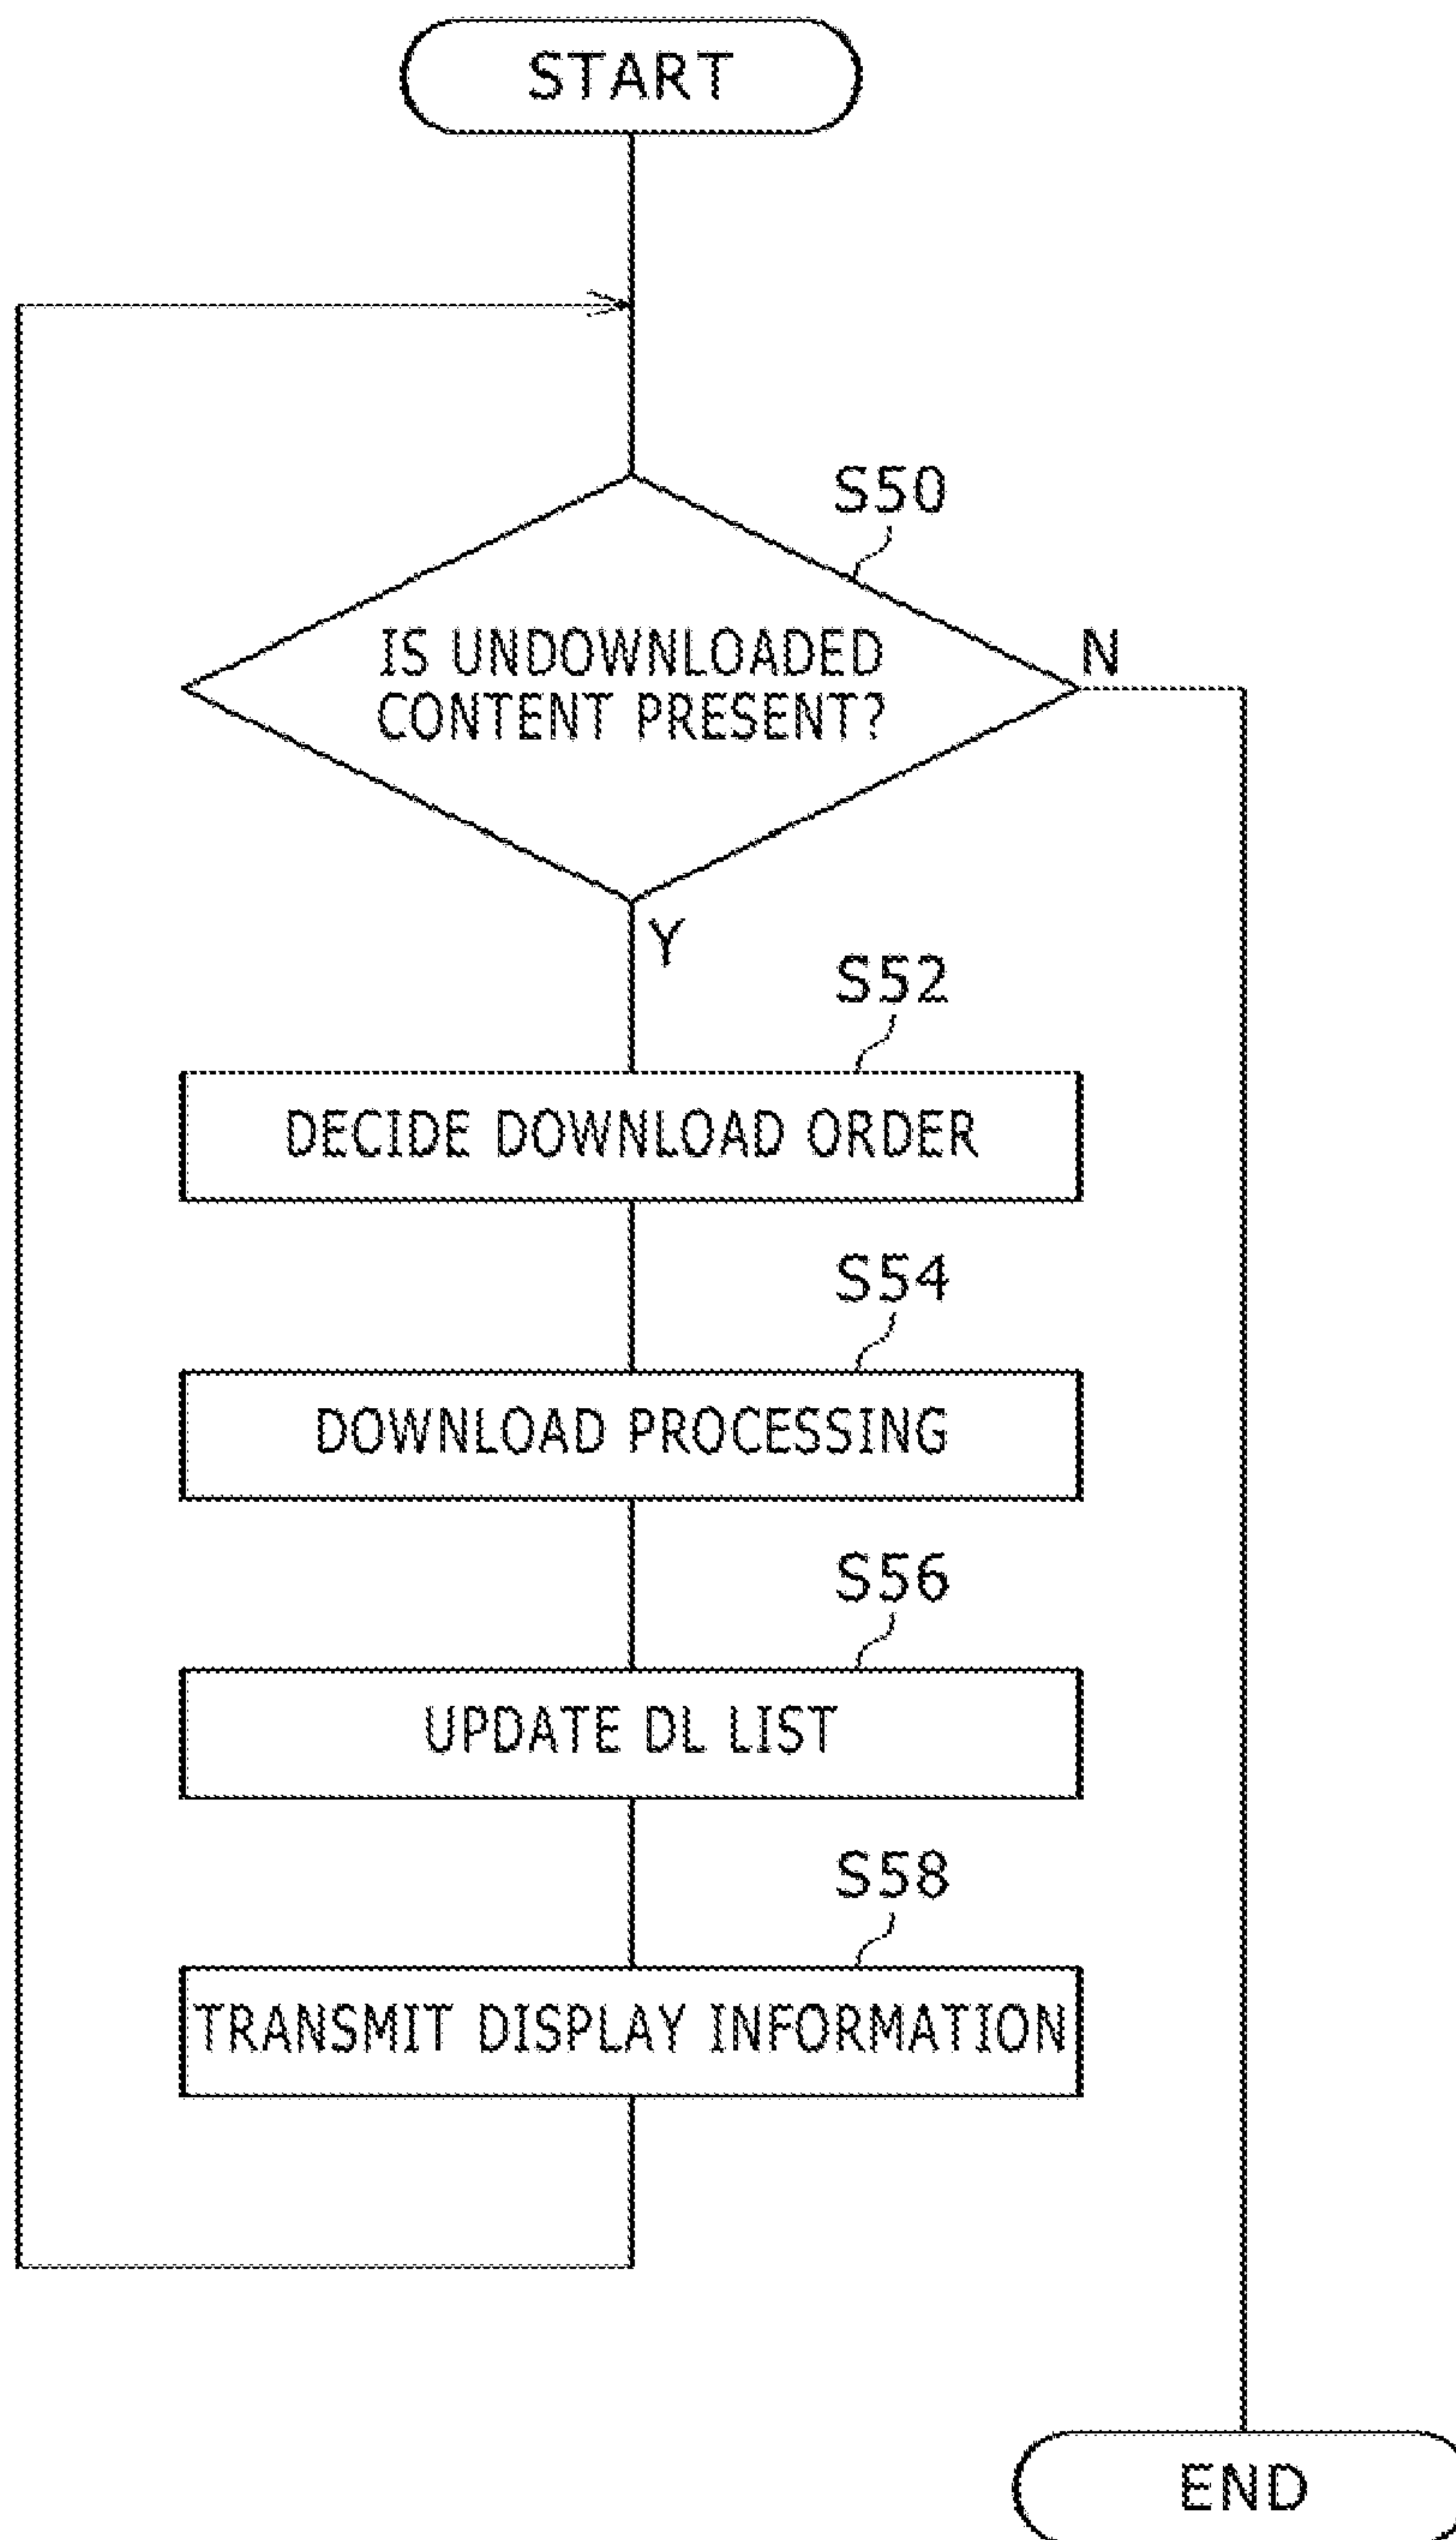 START
S50
IS UNDOWNLOADED
CONTENT PRESENT?
N
Y
S52
DECIDE DOWNLOAD ORDER
S54
DOWNLOAD PROCESSING
S56
UPDATE DL LIST
S58
TRANSMIT DISPLAY INFORMATION
END